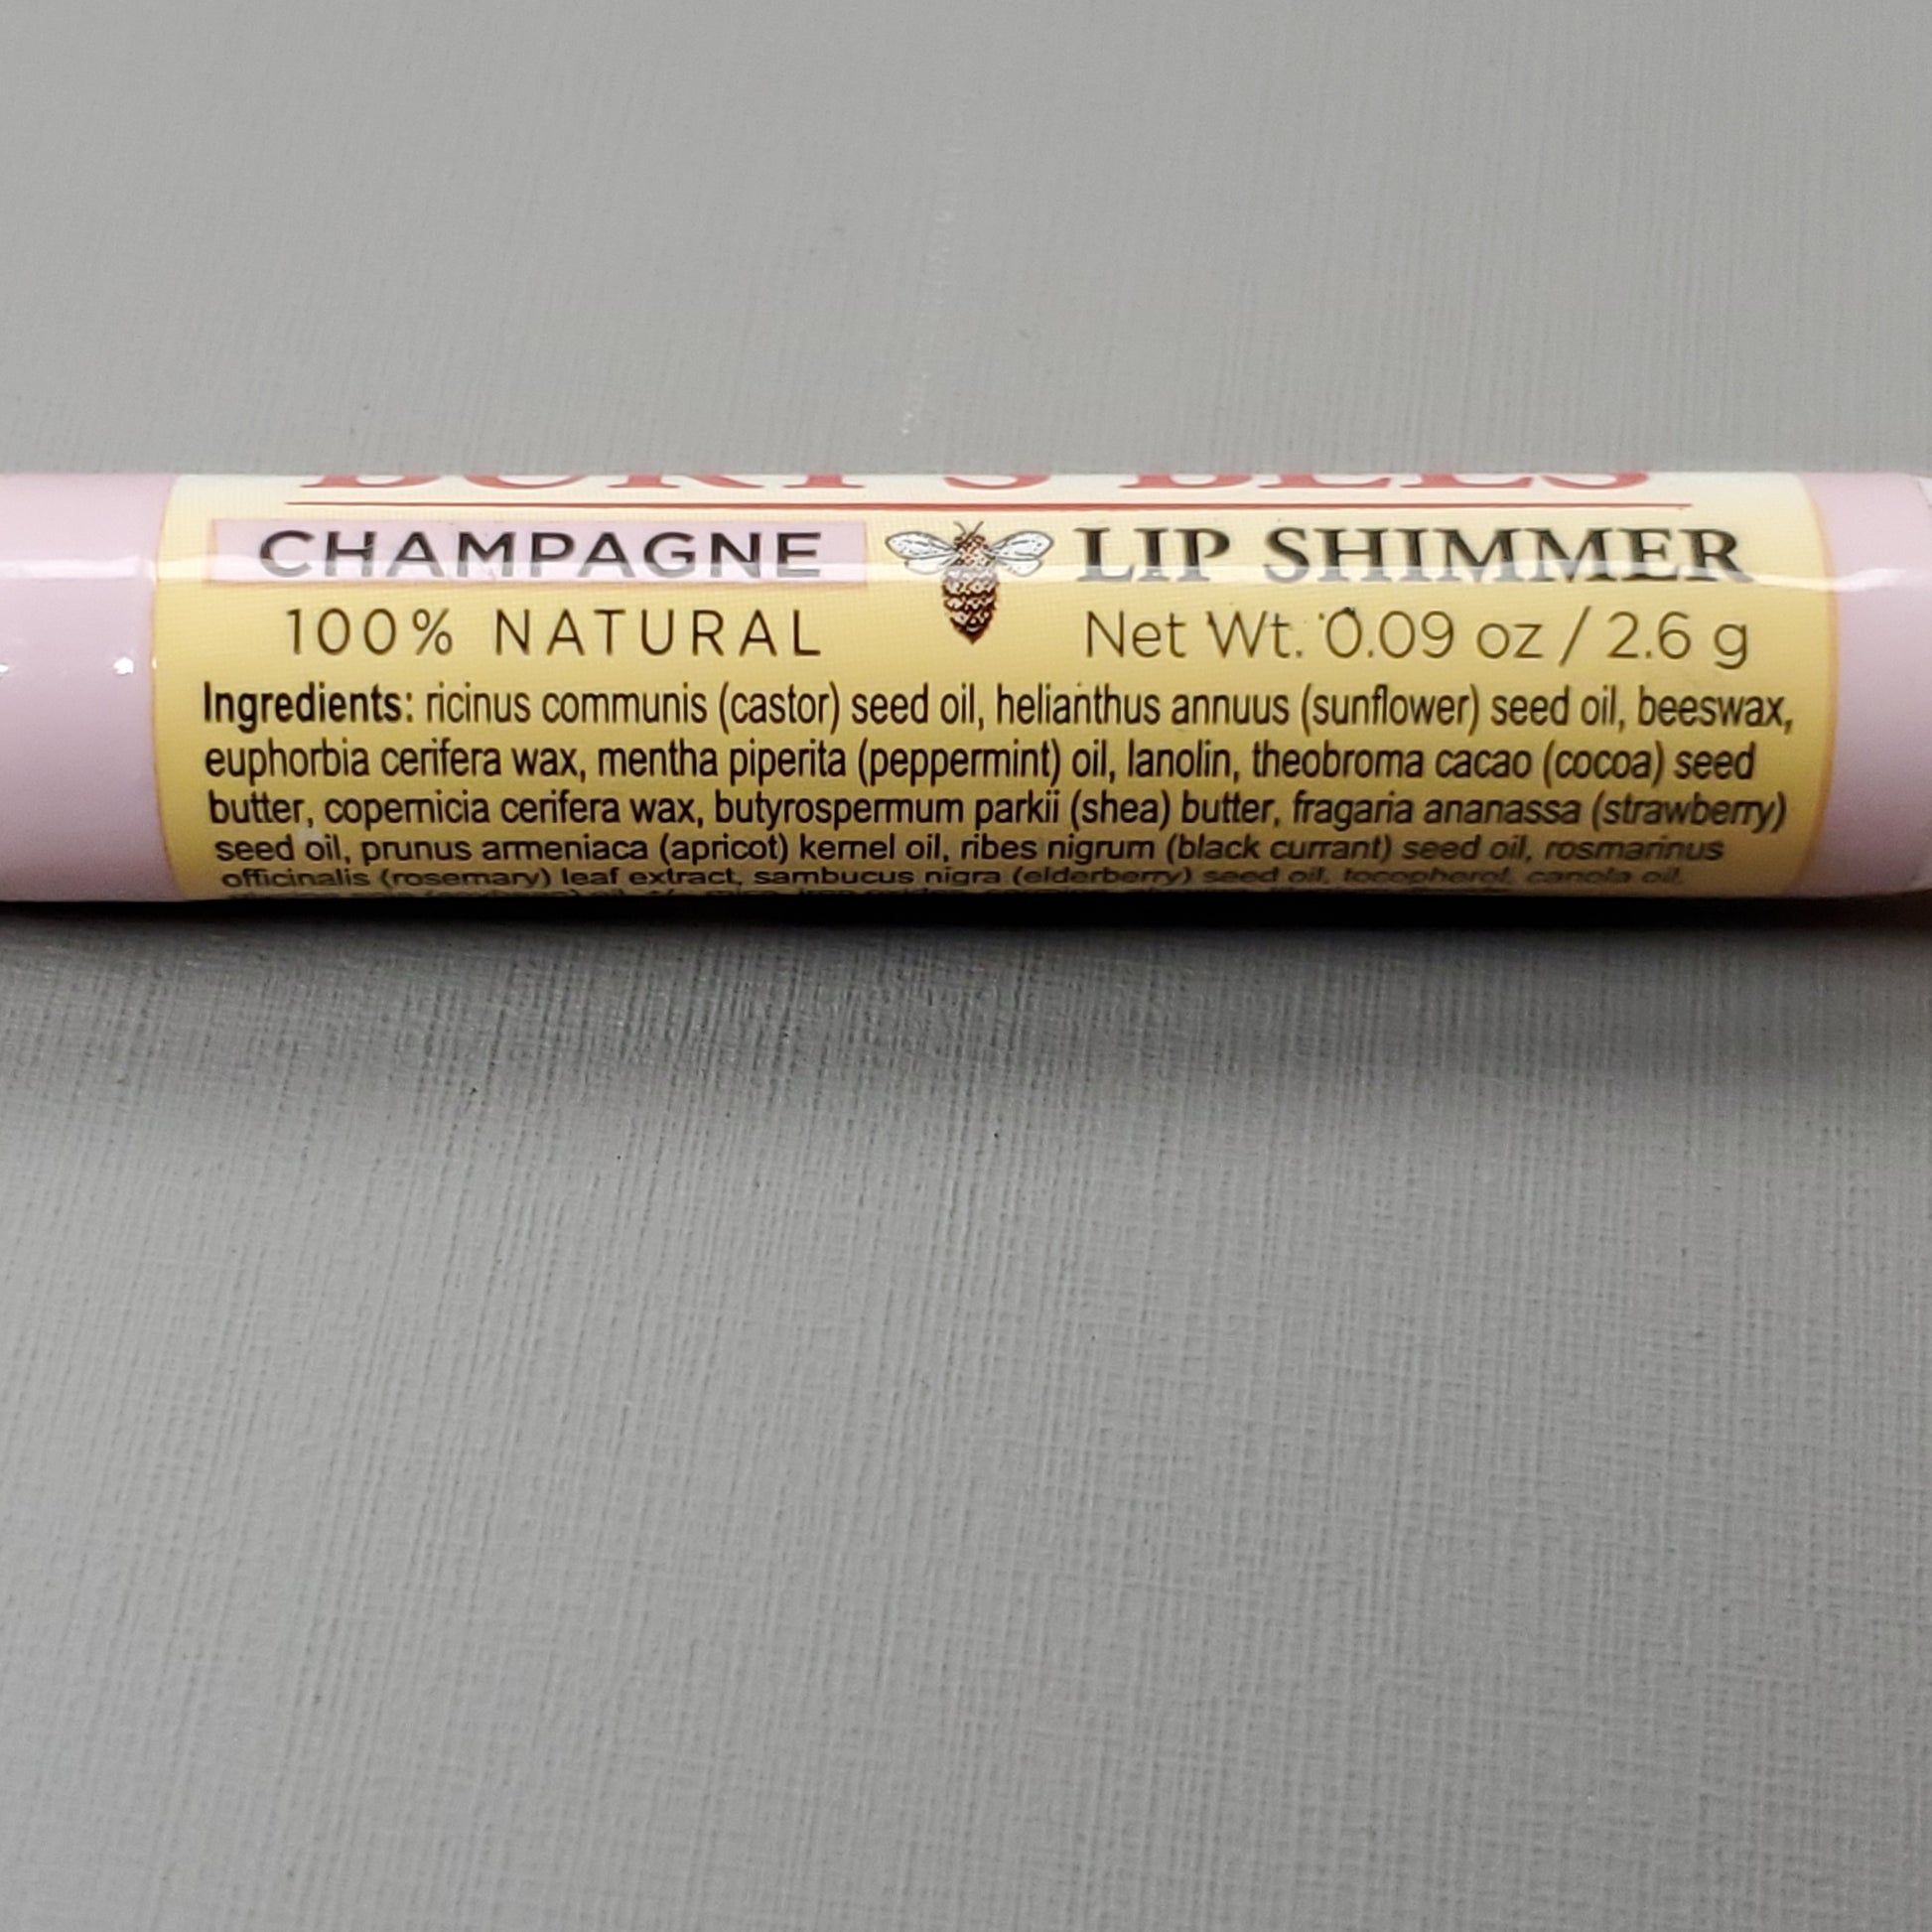 BURT'S BEES
CHAMPAGNE LIP SHIMMER
100% NATURAL Net Wt. 0.09 oz / 2.6 g
Ingredients: ricinus communis (castor) seed oil, helianthus annuus (sunflower) seed oil, beeswax,
euphorbia cerifera wax, mentha piperita (peppermint) oil, lanolin, theobroma cacao (cocoa) seed
butter, copernicia cerifera wax, butyrospermum parkii (shea) butter, fragaria ananassa (strawberry)
seed oil, prunus armeniaca (apricot) kernel oil, ribes nigrum (black currant) seed oil, rosmarinus
officinalis (rosemary) leaf extract, sambucus nigra (elderberry) seed oil, tocopherol, canola oil,